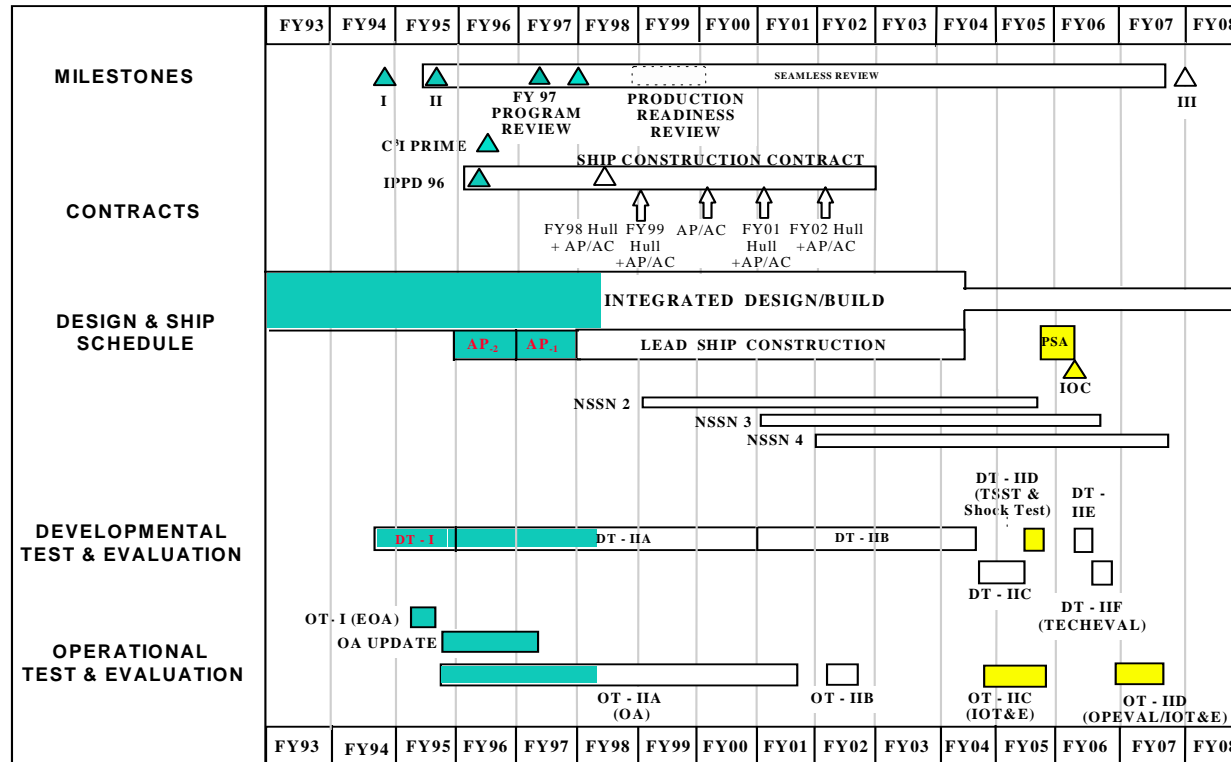 FY93 FY94 FY95 FY96 FY97 FY98 FY99 FY00 FY01 FY02 FY03 FY04 FY05 FY06 FY07 FY08
MILESTONES
SEAMLESS REVIEW
I
II
FY 97
PROGRAM
REVIEW
PRODUCTION
READINESS
REVIEW
III
C³I PRIME
SHIP CONSTRUCTION CONTRACT
IPPD 96
CONTRACTS
FY98 Hull
+ AP/AC
FY99
Hull
+AP/AC
AP/AC
FY01
Hull
+AP/AC
FY02 Hull
+AP/AC
DESIGN & SHIP
SCHEDULE
INTEGRATED DESIGN/BUILD
AP-2
AP-1
LEAD SHIP CONSTRUCTION
PSA
IOC
NSSN 2
NSSN 3
NSSN 4
DEVELOPMENTAL
TEST & EVALUATION
DT - I
DT - IIA
DT - IIB
DT - IID
(TSST &
Shock Test)
DT -
IIE
DT - IIC
DT - IIF
(TECHEVAL)
OPERATIONAL
TEST & EVALUATION
OT- I (EOA)
OA UPDATE
OT - IIA
(OA)
OT - IIB
OT - IIC
(IOT&E)
OT - IID
(OPEVAL/IOT&E)
FY93 FY94 FY95 FY96 FY97 FY98 FY99 FY00 FY01 FY02 FY03 FY04 FY05 FY06 FY07 FY08